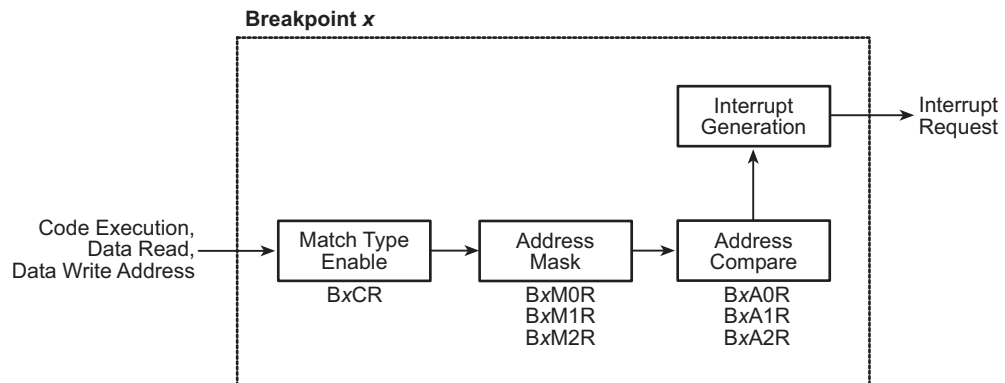 Breakpoint x
Interrupt
Generation
Interrupt
Request
Code Execution,
Data Read,
Data Write Address
Match Type
Enable
BxCR
Address
Mask
BxM0R
BxM1R
BxM2R
Address
Compare
BxA0R
BxA1R
BxA2R